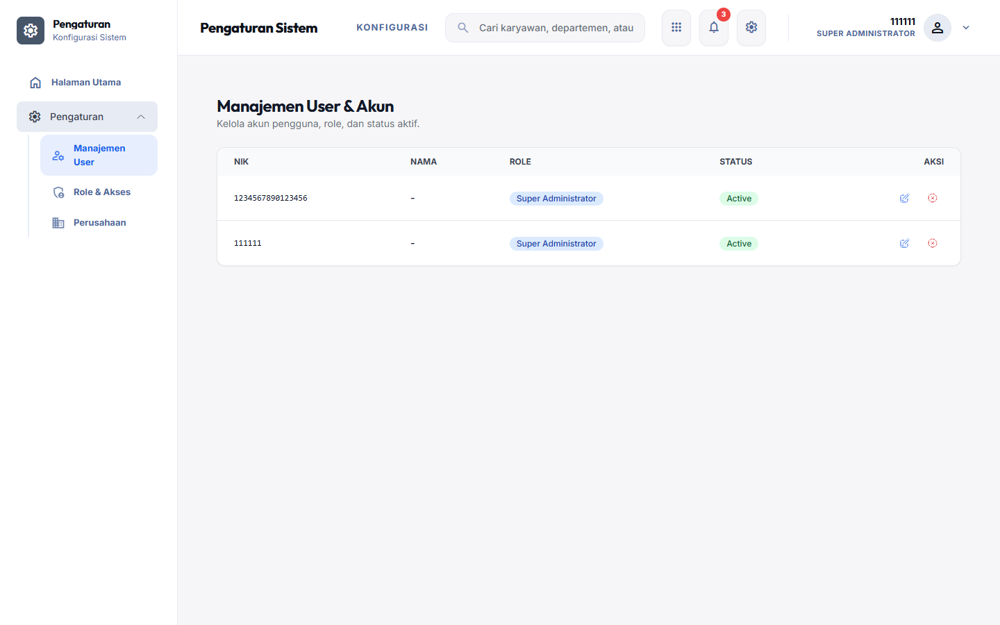 Pengaturan
Konfigurasi Sistem
Halaman Utama
Pengaturan
Manajemen
User
Role & Akses
Perusahaan
Pengaturan Sistem
KONFIGURASI
Cari karyawan, departemen, atau
3
111111
SUPER ADMINISTRATOR
Manajemen User & Akun
Kelola akun pengguna, role, dan status aktif.
NIK NAMA ROLE STATUS AKSI
1234567890123456 - Super Administrator Active
111111 - Super Administrator Active